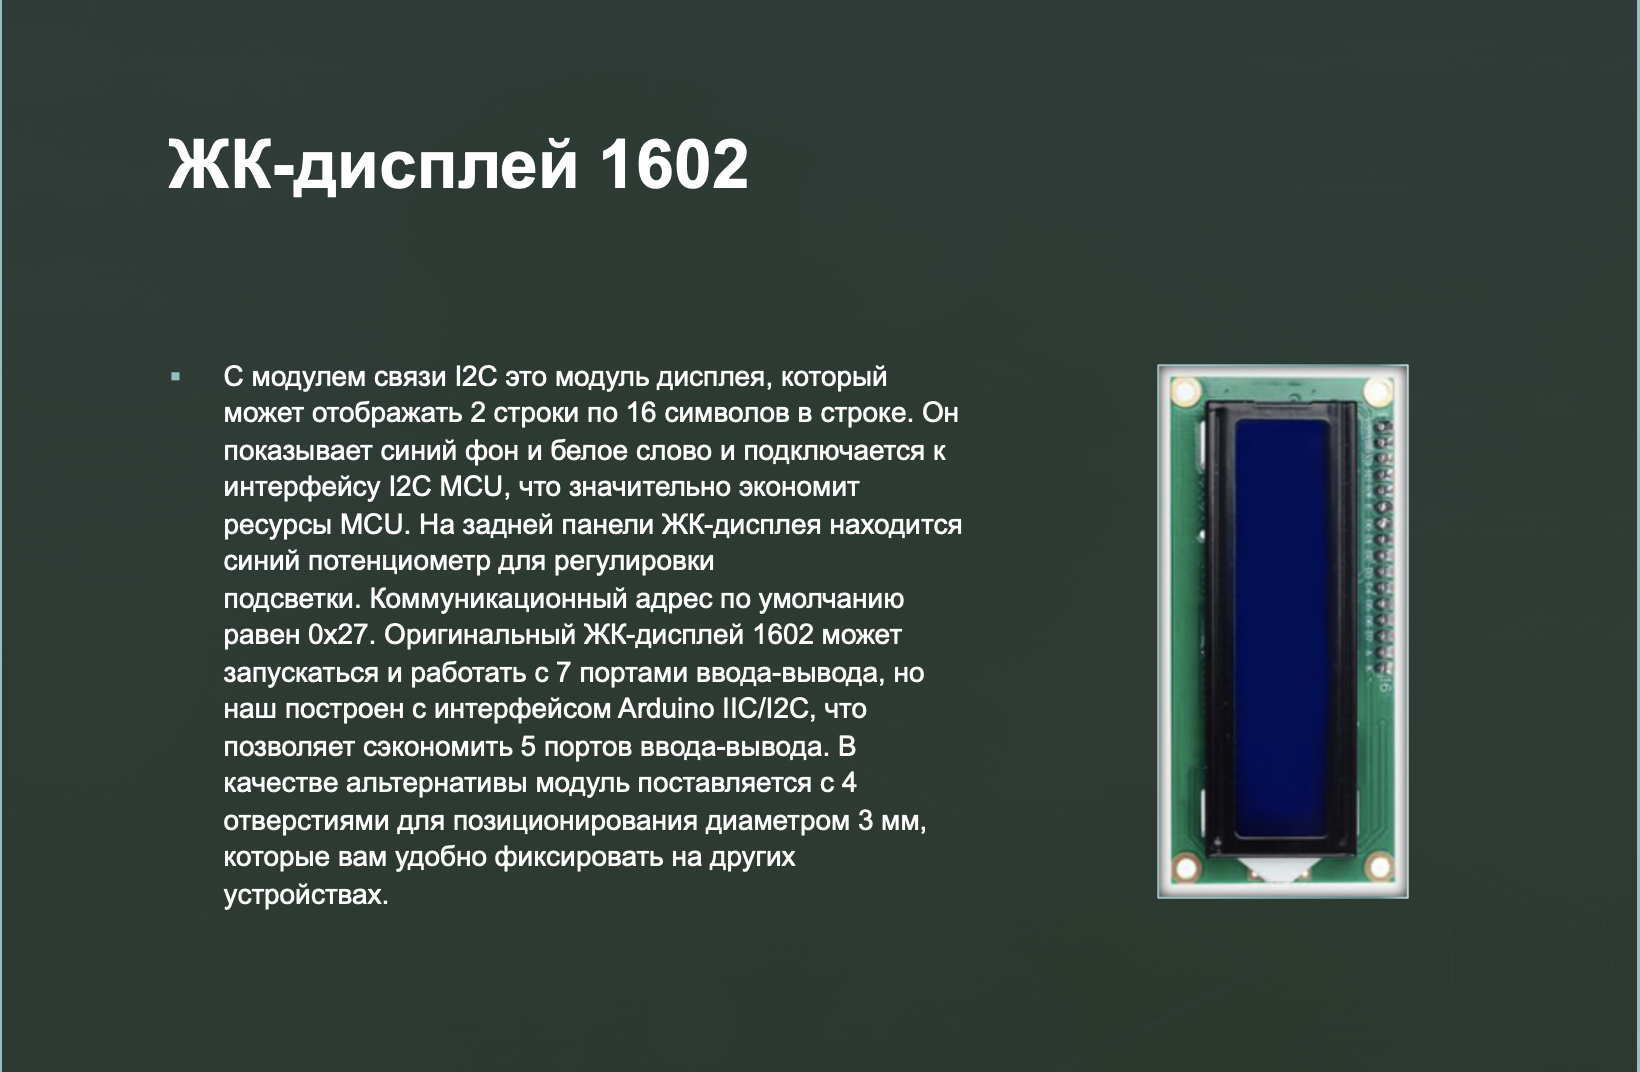 ЖК-дисплей 1602
С модулем связи I2C это модуль дисплея, который
может отображать 2 строки по 16 символов в строке. Он
показывает синий фон и белое слово и подключается к
интерфейсу I2C MCU, что значительно экономит
ресурсы MCU. На задней панели ЖК-дисплея находится
синий потенциометр для регулировки
подсветки. Коммуникационный адрес по умолчанию
равен 0x27. Оригинальный ЖК-дисплей 1602 может
запускаться и работать с 7 портами ввода-вывода, но
наш построен с интерфейсом Arduino IIC/I2C, что
позволяет сэкономить 5 портов ввода-вывода. В
качестве альтернативы модуль поставляется с 4
отверстиями для позиционирования диаметром 3 мм,
которые вам удобно фиксировать на других
устройствах.
16